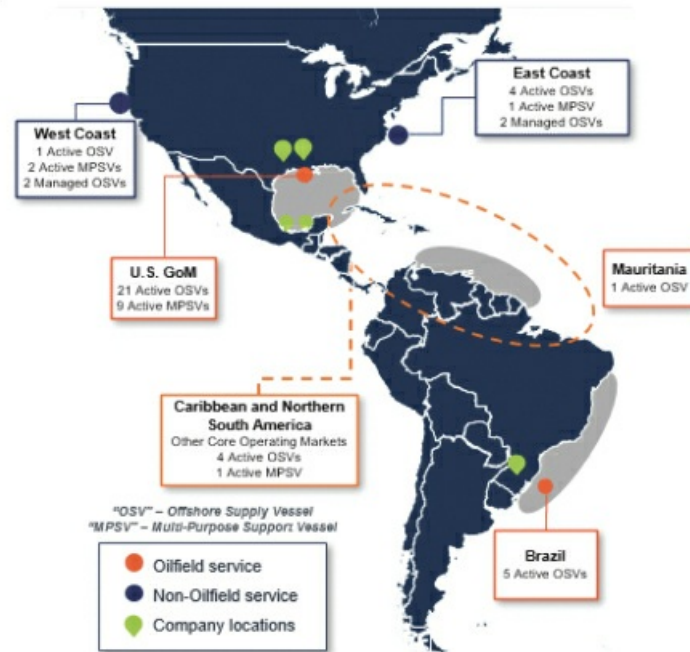 East Coast
4 Active OSVs
1 Active MPSV
2 Managed OSVs
West Coast
1 Active OSV
2 Active MPSVs
2 Managed OSVs
U.S. GoM
21 Active OSVs
9 Active MPSVs
Mauritania
1 Active OSV
Caribbean and Northern
South America
Other Core Operating Markets
4 Active OSVs
1 Active MPSV
"OSV" – Offshore Supply Vessel
"MPSV" – Multi-Purpose Support Vessel
Oilfield service
Non-Oilfield service
Company locations
Brazil
5 Active OSVs